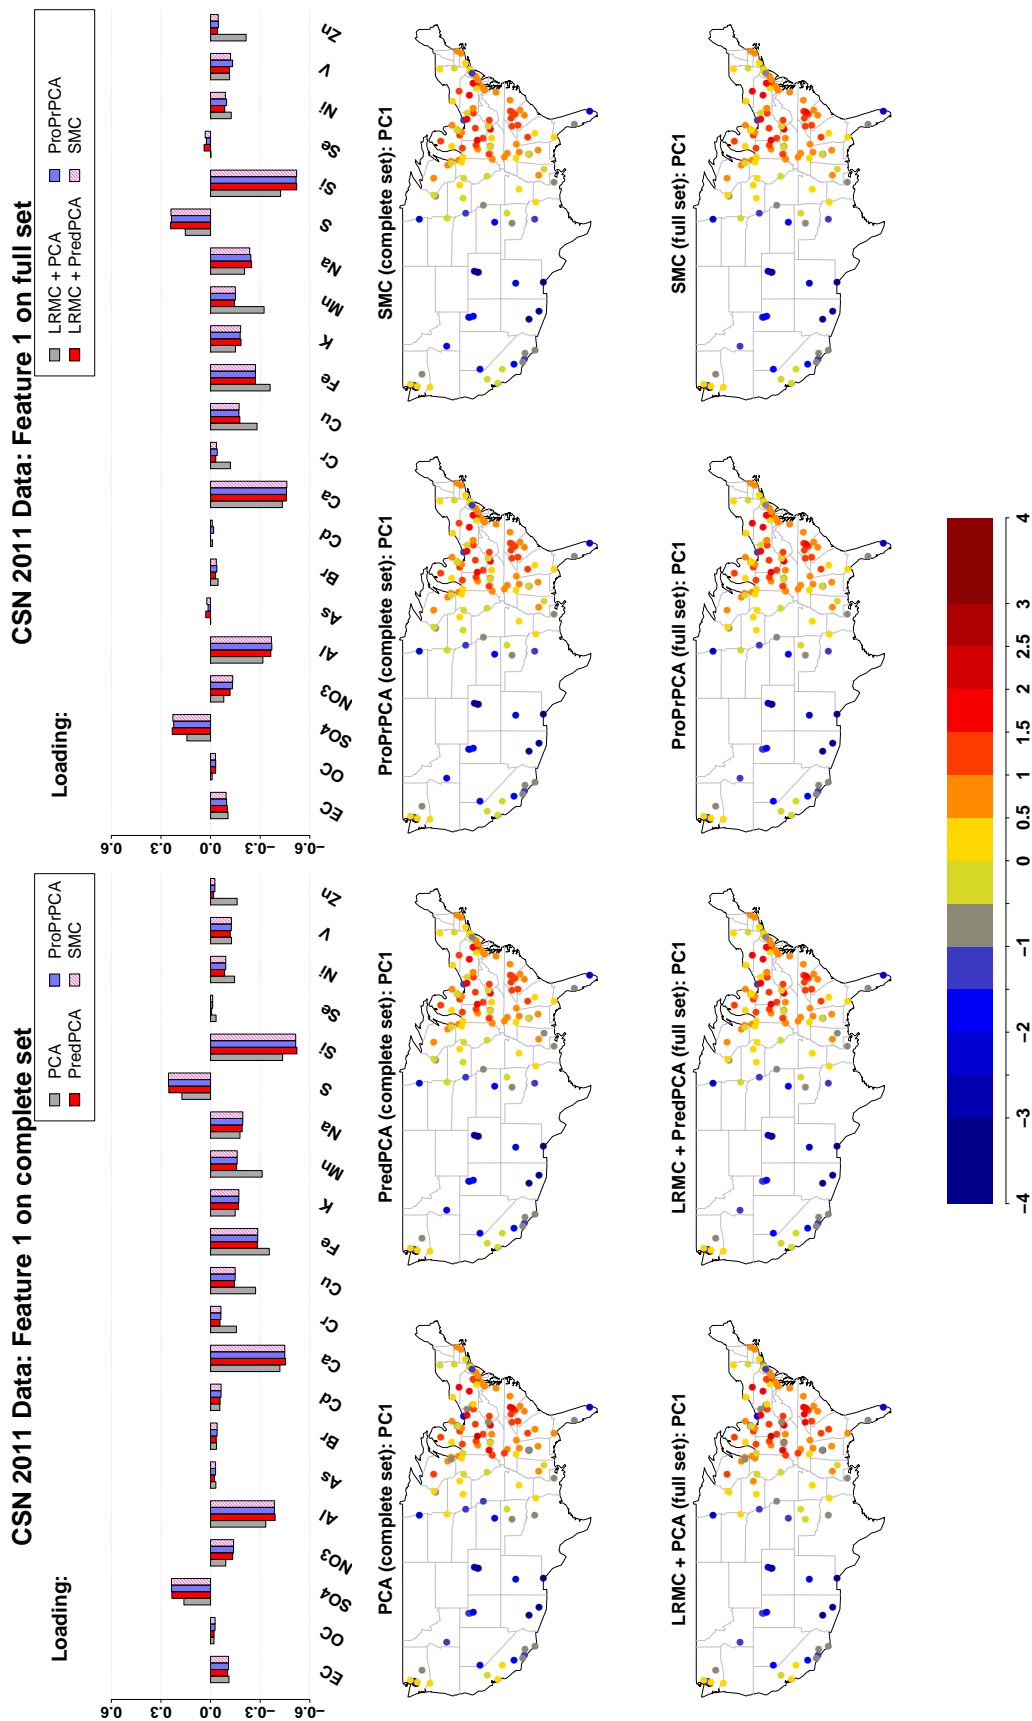 CSN 2011 Data: Feature 1 on complete set
Loading:
PCA
PredPCA
ProPrPCA
SMC
0.6
0.3
0.0
−0.3
−0.6
EC
OC
SO4
NO3
Al
As
Br
Cd
Ca
Cr
Cu
Fe
K
Mn
Na
S
Si
Se
Ni
V
Zn
CSN 2011 Data: Feature 1 on full set
Loading:
LRMC + PCA
LRMC + PredPCA
ProPrPCA
SMC
0.6
0.3
0.0
−0.3
−0.6
EC
OC
SO4
NO3
Al
As
Br
Cd
Ca
Cr
Cu
Fe
K
Mn
Na
S
Si
Se
Ni
V
Zn
PCA (complete set): PC1
PredPCA (complete set): PC1
ProPrPCA (complete set): PC1
SMC (complete set): PC1
LRMC + PCA (full set): PC1
LRMC + PredPCA (full set): PC1
ProPrPCA (full set): PC1
SMC (full set): PC1
−4 −3 −2 −1 0 0.5 1 1.5 2 2.5 3 4